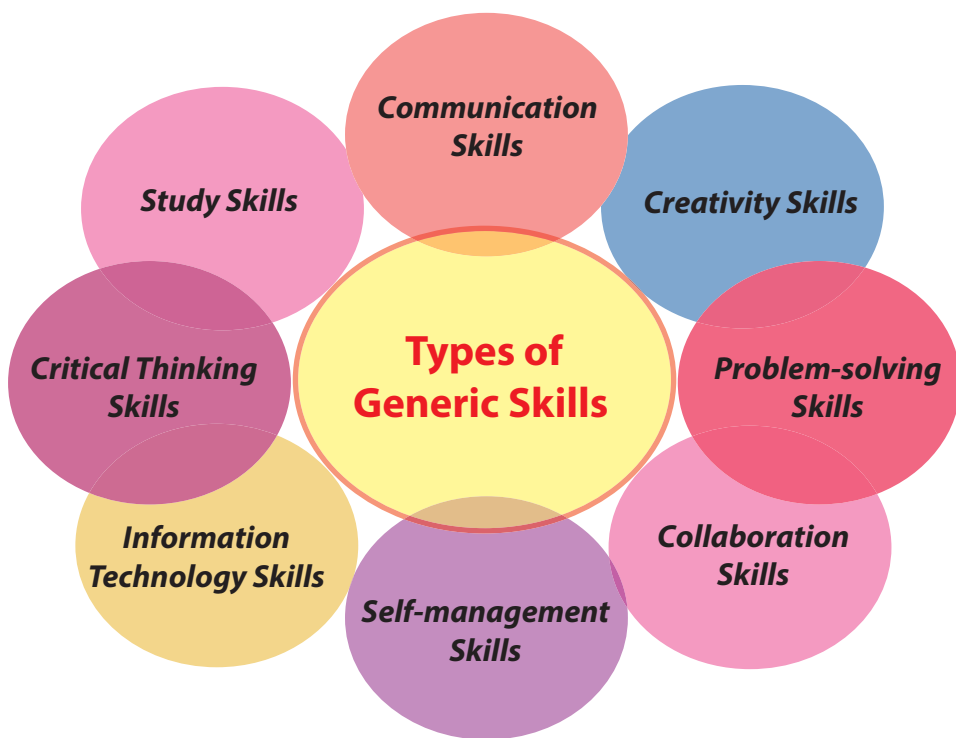 Communication
Skills
Study Skills
Creativity Skills
Types of
Generic Skills
Critical Thinking
Skills
Problem-solving
Skills
Information
Technology Skills
Collaboration
Skills
Self-management
Skills